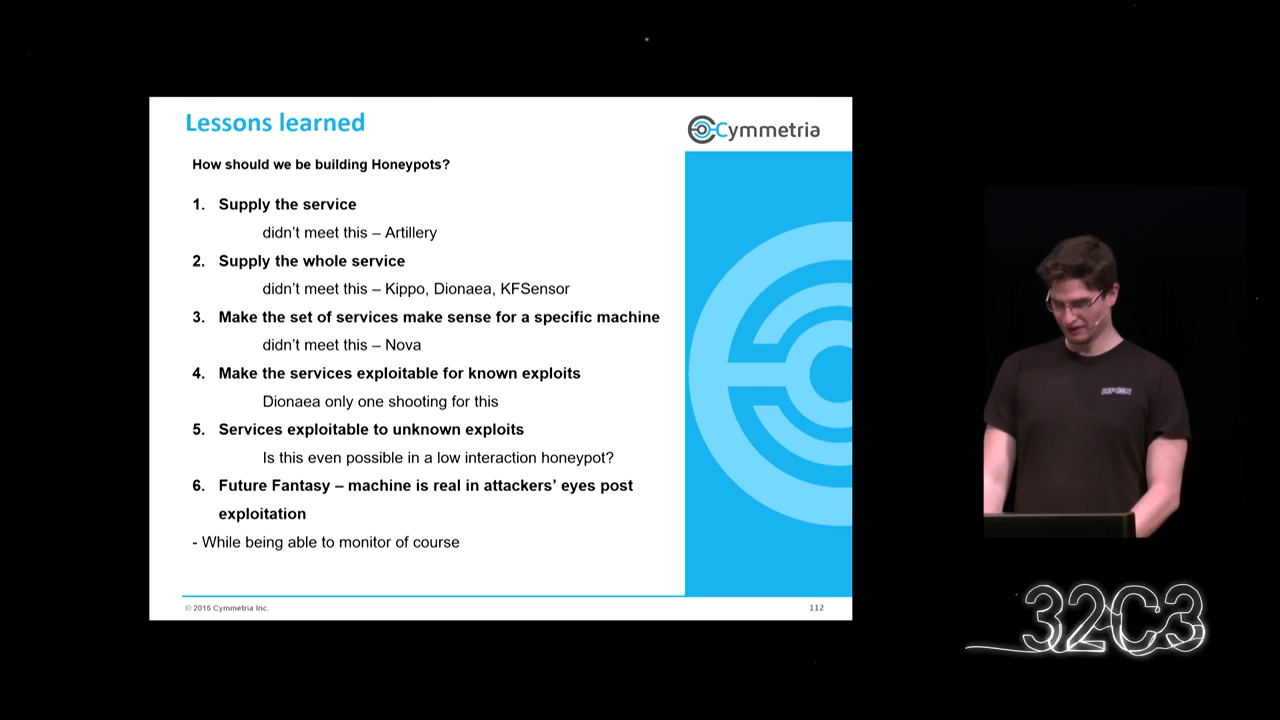 Lessons learned
Cymmetria
How should we be building Honeypots?
1. Supply the service
didn't meet this – Artillery
2. Supply the whole service
didn't meet this – Kippo, Dionaea, KFSensor
3. Make the set of services make sense for a specific machine
didn't meet this – Nova
4. Make the services exploitable for known exploits
Dionaea only one shooting for this
5. Services exploitable to unknown exploits
Is this even possible in a low interaction honeypot?
6. Future Fantasy – machine is real in attackers' eyes post
exploitation
- While being able to monitor of course
© 2015 Cymmetria Inc.
112
32C3